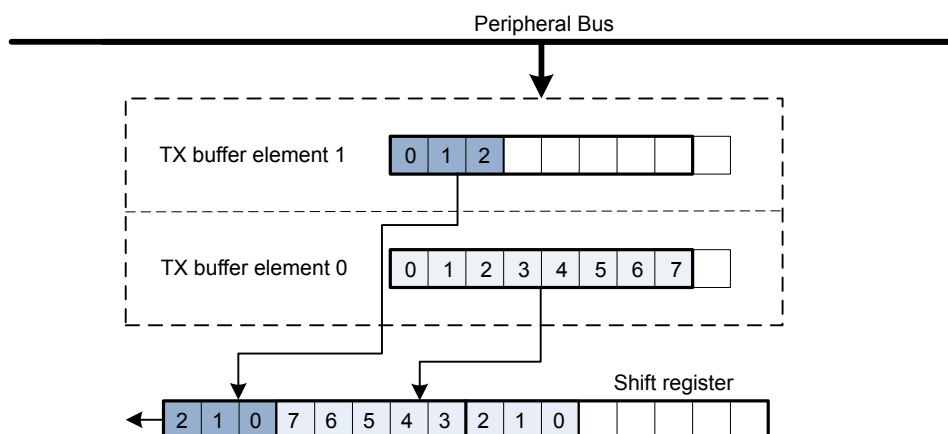 Peripheral Bus
TX buffer element 1 0 1 2
TX buffer element 0 0 1 2 3 4 5 6 7
Shift register
2 1 0 7 6 5 4 3 2 1 0